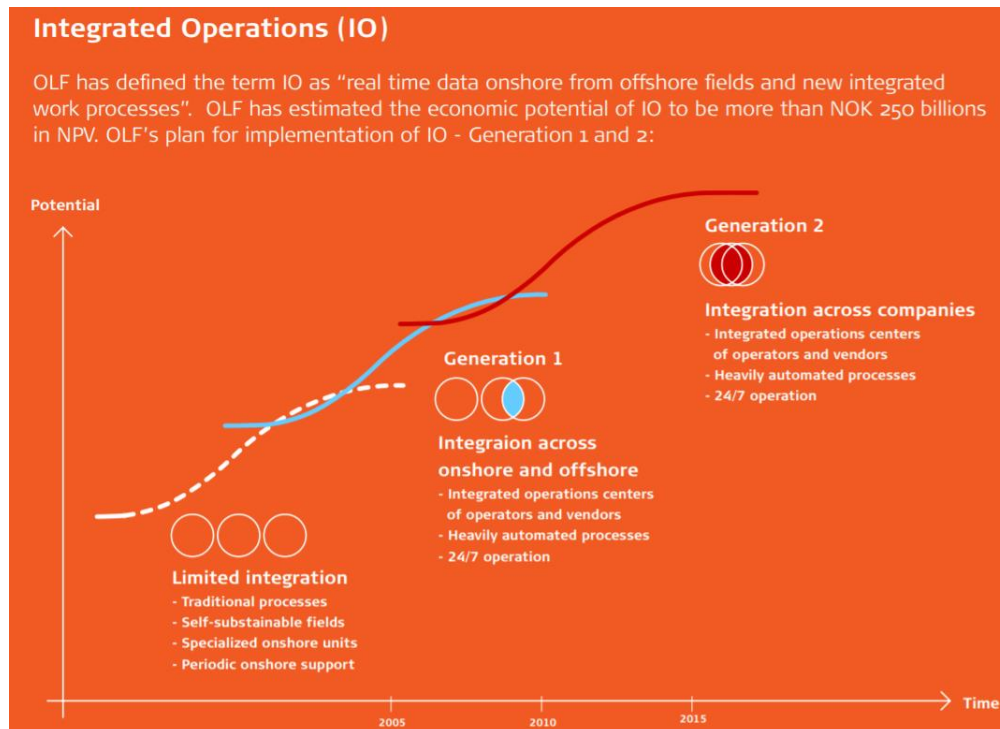 Integrated Operations (IO)
OLF has defined the term IO as “real time data onshore from offshore fields and new integrated
work processes”. OLF has estimated the economic potential of IO to be more than NOK 250 billions
in NPV. OLF’s plan for implementation of IO - Generation 1 and 2:
Potential
Generation 2
Integration across companies
- Integrated operations centers
of operators and vendors
- Heavily automated processes
- 24/7 operation
Generation 1
Integraion across
onshore and offshore
- Integrated operations centers
of operators and vendors
- Heavily automated processes
- 24/7 operation
Limited integration
- Traditional processes
- Self-substainable fields
- Specialized onshore units
- Periodic onshore support
Time
2005
2010
2015